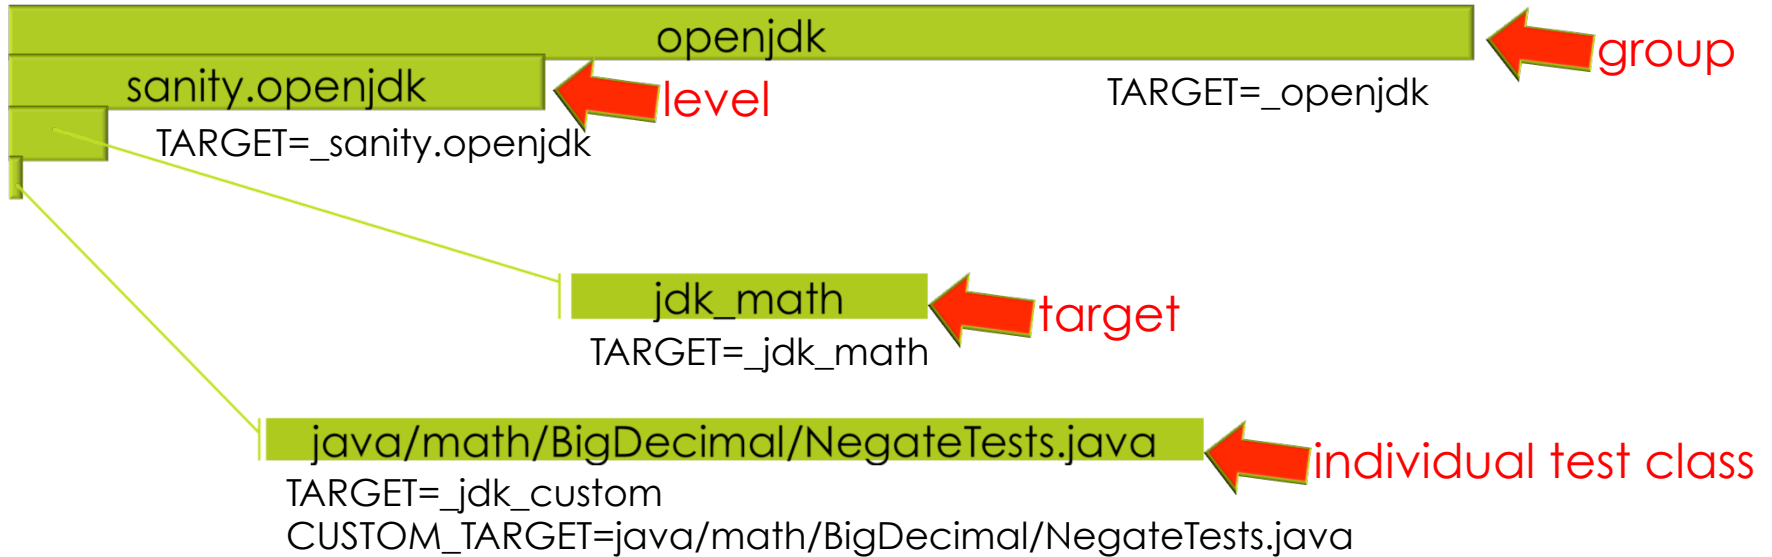 openjdk
group
sanity.openjdk
level
TARGET=_openjdk
TARGET=_sanity.openjdk
jdk_math
target
TARGET=_jdk_math
java/math/BigDecimal/NegateTests.java
individual test class
TARGET=_jdk_custom
CUSTOM_TARGET=java/math/BigDecimal/NegateTests.java